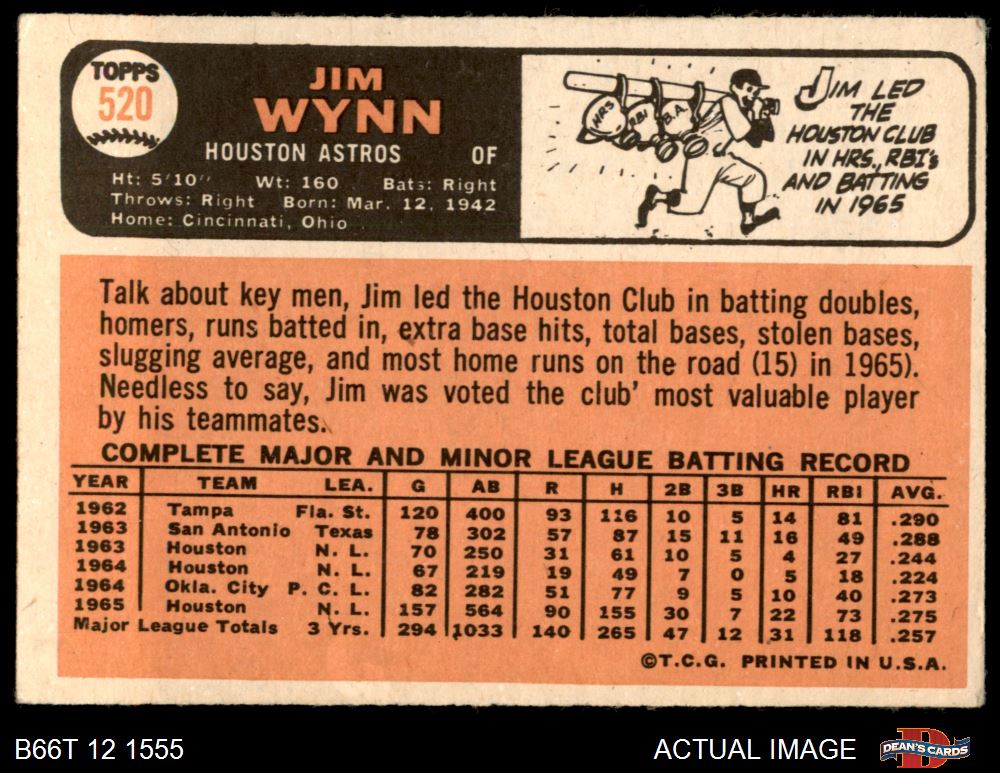 TOPPS
520
JIM
WYNN
HOUSTON ASTROS OF
Ht: 5'10" Wt: 160 Bats: Right
Throws: Right Born: Mar. 12, 1942
Home: Cincinnati, Ohio
HRS RBI B.A.
JIM LED
THE
HOUSTON CLUB
IN HRS., RBI's
AND BATTING
IN 1965
Talk about key men, Jim led the Houston Club in batting doubles,
homers, runs batted in, extra base hits, total bases, stolen bases,
slugging average, and most home runs on the road (15) in 1965).
Needless to say, Jim was voted the club' most valuable player
by his teammates.
COMPLETE MAJOR AND MINOR LEAGUE BATTING RECORD
YEAR TEAM LEA. G AB R H 2B 3B HR RBI AVG.
1962 Tampa Fla. St. 120 400 93 116 10 5 14 81 .290
1963 San Antonio Texas 78 302 57 87 15 11 16 49 .288
1963 Houston N. L. 70 250 31 61 10 5 4 27 .244
1964 Houston N. L. 67 219 19 49 7 0 5 18 .224
1964 Okla. City P. C. L. 82 282 51 77 9 5 10 40 .273
1965 Houston N. L. 157 564 90 155 30 7 22 73 .275
Major League Totals 3 Yrs. 294 1033 140 265 47 12 31 118 .257
©T.C.G. PRINTED IN U.S.A.
B66T 12 1555 ACTUAL IMAGE DEAN'S CARDS